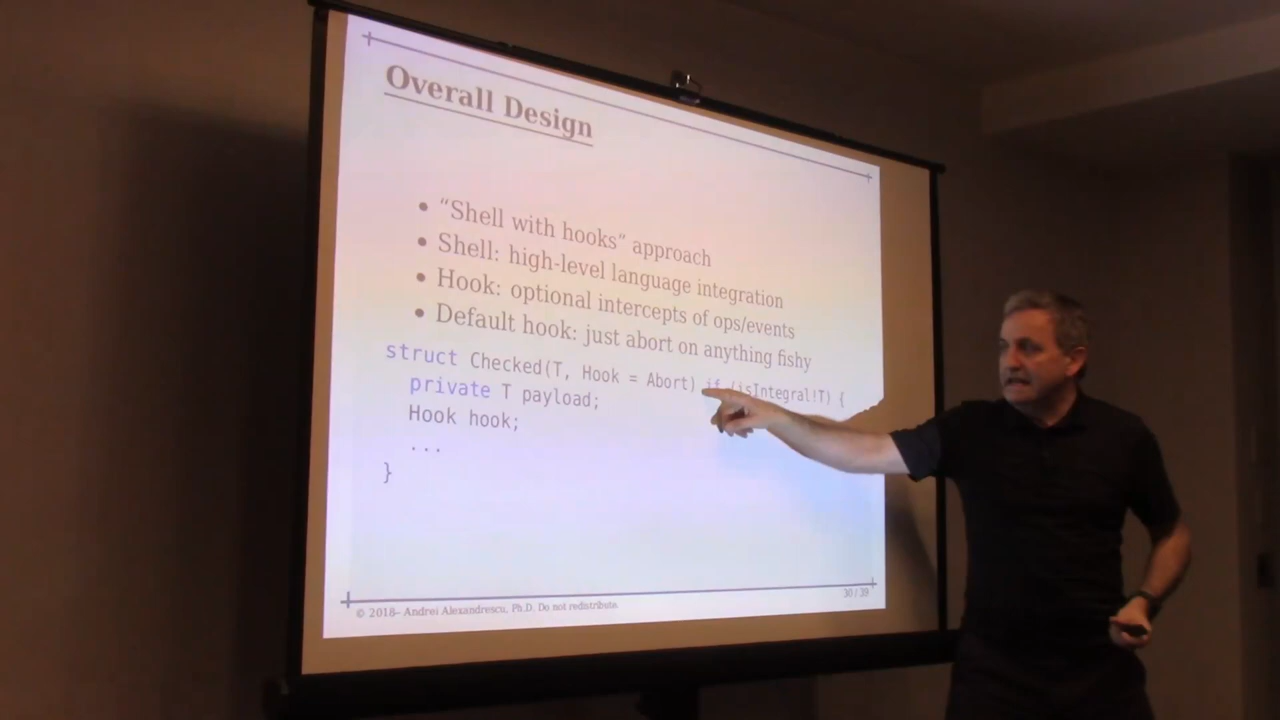 Overall Design
• “Shell with hooks” approach
• Shell: high-level language integration
• Hook: optional intercepts of ops/events
• Default hook: just abort on anything fishy
struct Checked(T, Hook = Abort) if (isIntegral!T) {
private T payload;
Hook hook;
...
}
© 2018– Andrei Alexandrescu, Ph.D. Do not redistribute.
30 / 39